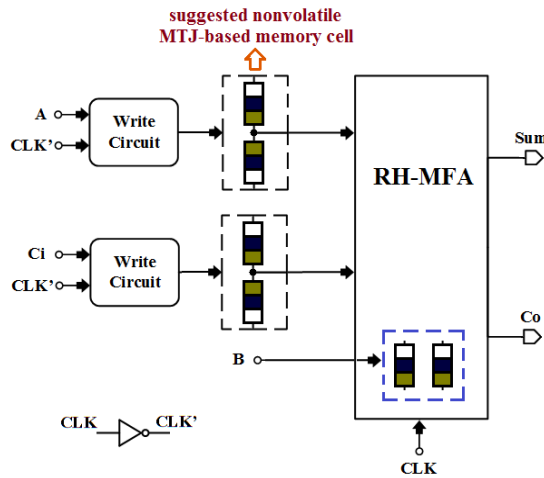 suggested nonvolatile
MTJ-based memory cell
A
CLK'
Write
Circuit
RH-MFA
Sum
Ci
CLK'
Write
Circuit
Co
B
CLK
CLK'
CLK